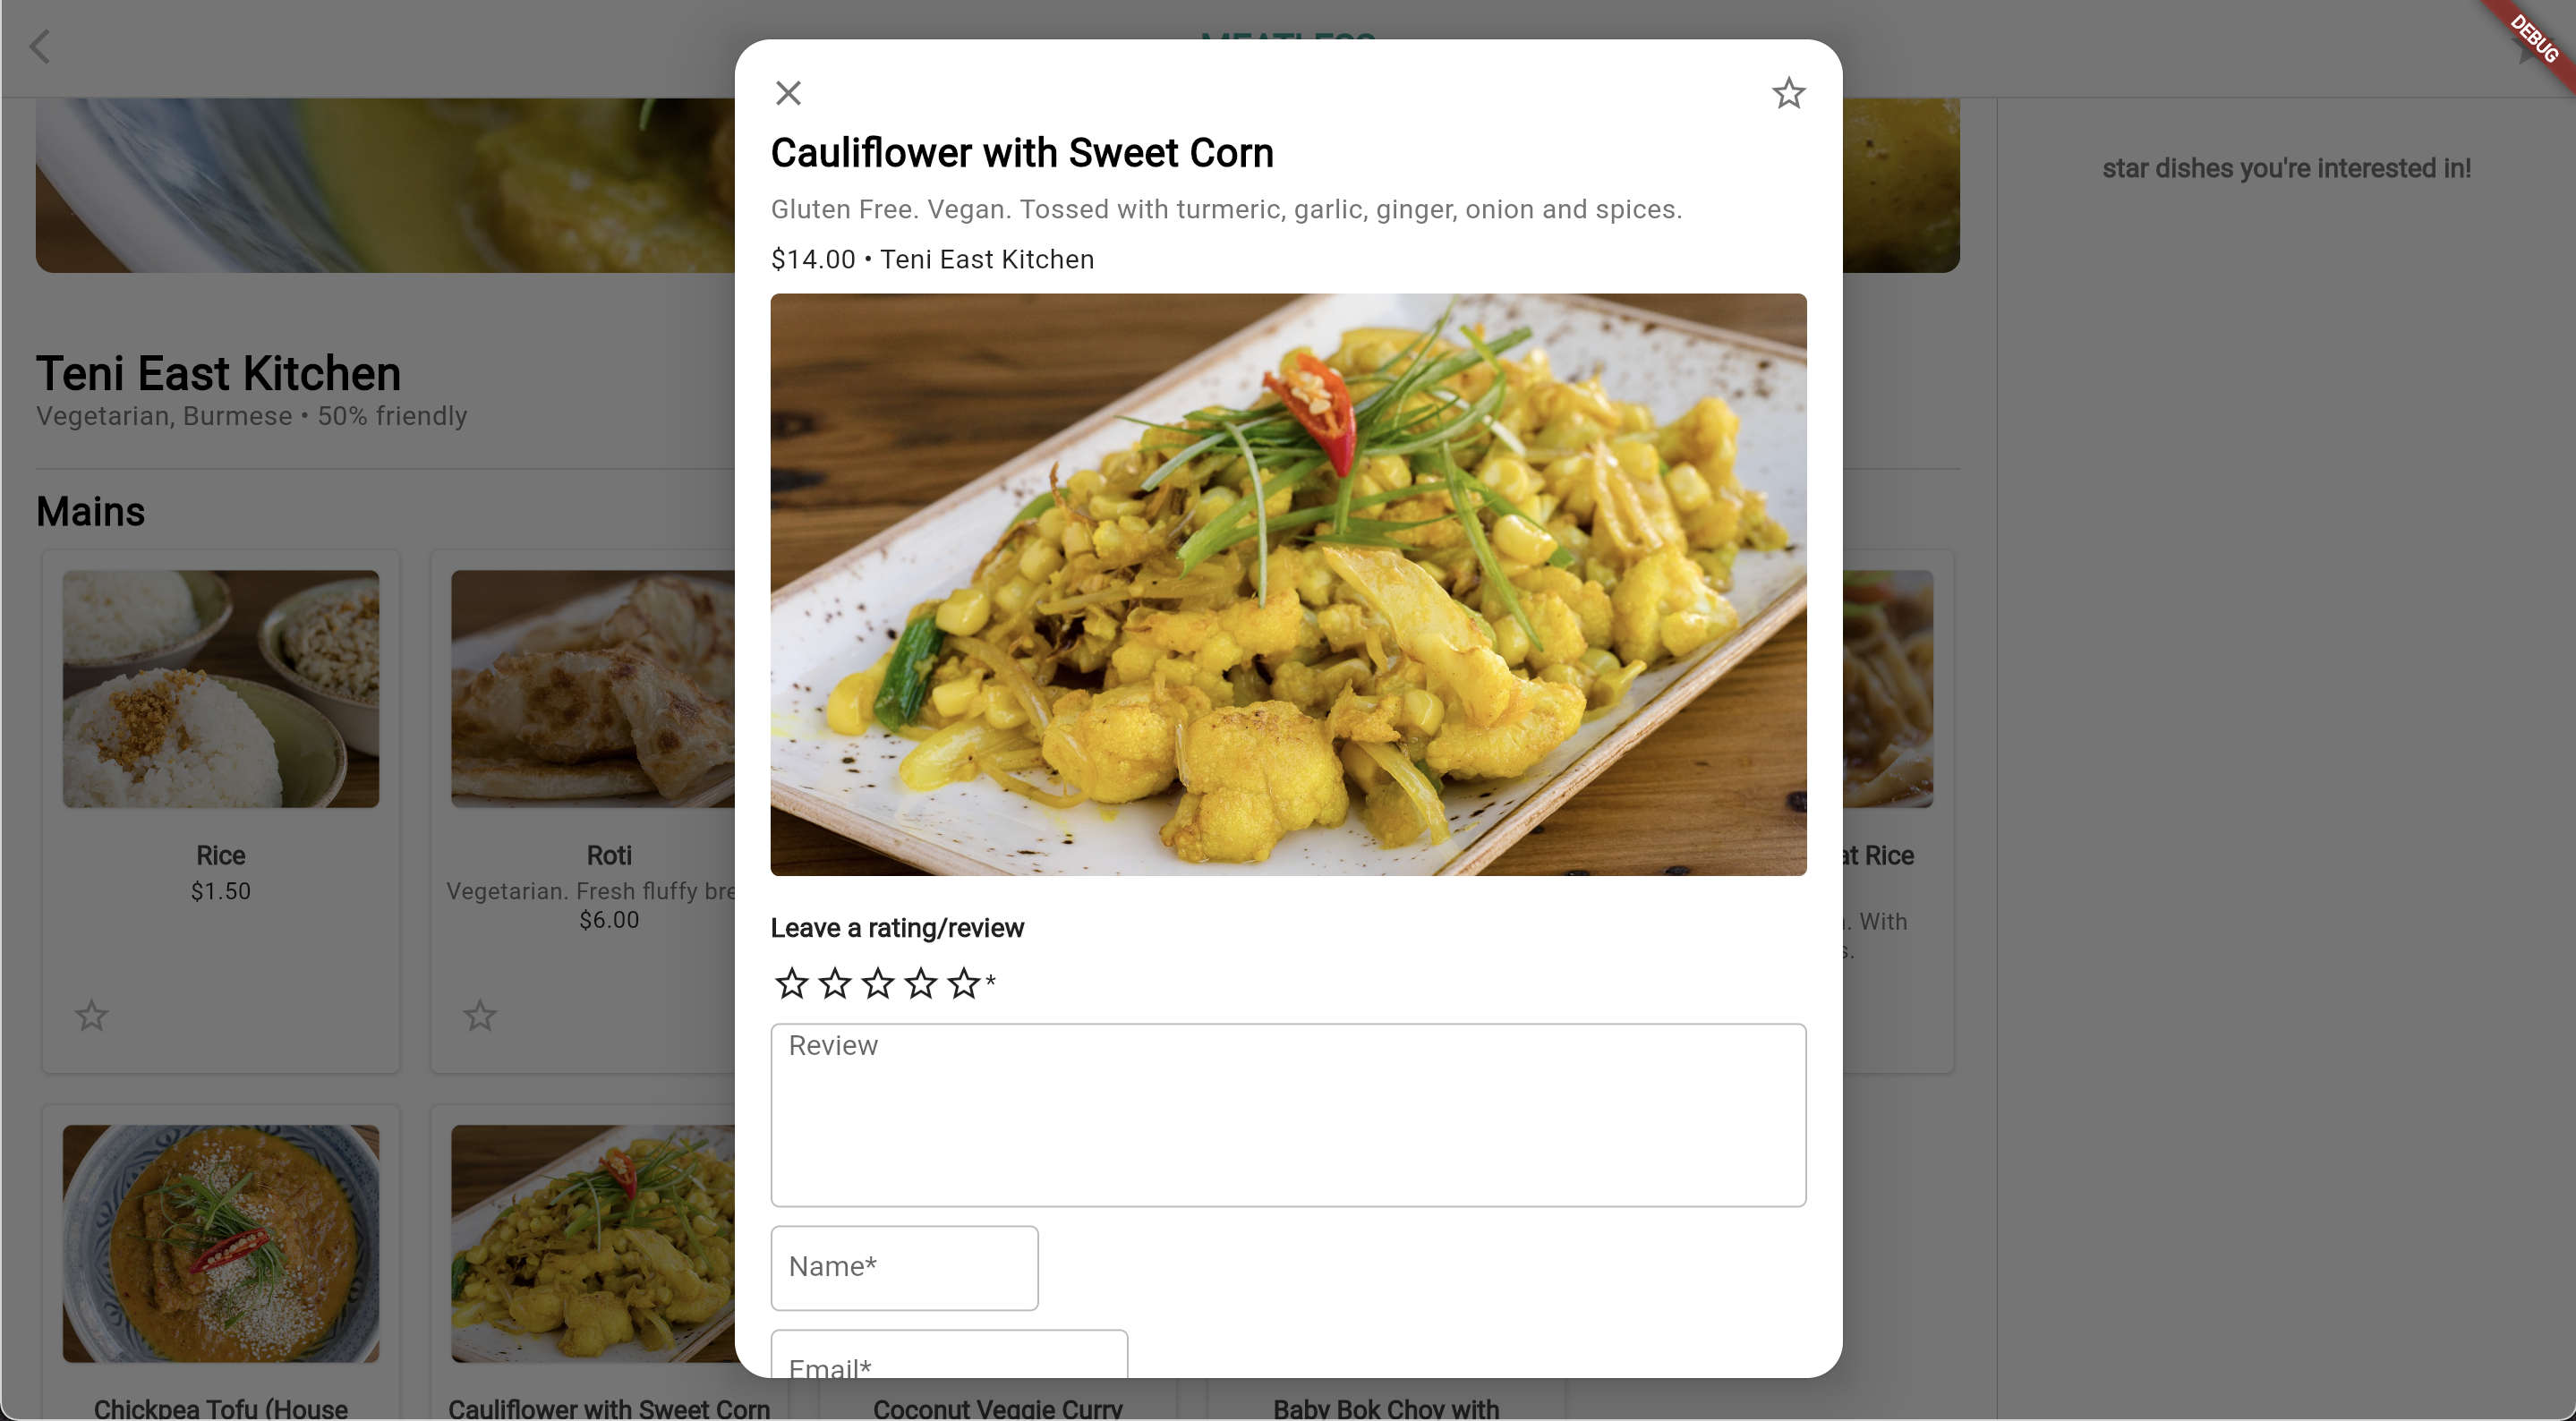 MEATLESS
DEBUG
Cauliflower with Sweet Corn
Gluten Free. Vegan. Tossed with turmeric, garlic, ginger, onion and spices.
$14.00 • Teni East Kitchen
Leave a rating/review
*
Review
Name*
Email*
star dishes you're interested in!
Teni East Kitchen
Vegetarian, Burmese • 50% friendly
Mains
Rice
$1.50
Roti
Vegetarian. Fresh fluffy bre
$6.00
at Rice
. With
s.
Chickpea Tofu (House
Cauliflower with Sweet Corn
Coconut Veggie Curry
Baby Bok Choy with